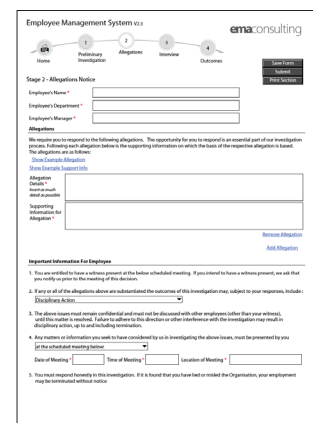 Employee Management System V2.3
emaconsulting
1
2
3
4
Home
Preliminary Investigation
Allegations
Interview
Outcomes
Save Form
Submit
Print Section
Stage 2 - Allegations Notice
Employee's Name *
Employee's Department *
Employee's Manager *
Allegations
We require you to respond to the following allegations. The opportunity for you to respond is an essential part of our investigation
process. Following each allegation below is the supporting information on which the basis of the respective allegation is based.
The allegations are as follows:
Show Example Allegation
Show Example Support Info
Allegation
Details *
Insert as much
detail as possible
Supporting
Information for
Allegation *
Remove Allegation
Add Allegation
Important Information For Employee
1. You are entitled to have a witness present at the below scheduled meeting. If you intend to have a witness present, we ask that
you notify us prior to the meeting of this decision.
2. If any or all of the allegations above are substantiated the outcomes of this investigation may, subject to your responses, include :
Disciplinary Action
3. The above issues must remain confidential and must not be discussed with other employees (other than your witness),
until this matter is resolved. Failure to adhere to this direction or other interference with the investigation may result in
disciplinary action, up to and including termination.
4. Any matters or information you seek to have considered by us in investigating the above issues, must be presented by you
at the scheduled meeting below
Date of Meeting *
Time of Meeting *
Location of Meeting *
5. You must respond honestly in this investigation. If it is found that you have lied or misled the Organisation, your employment
may be terminated without notice